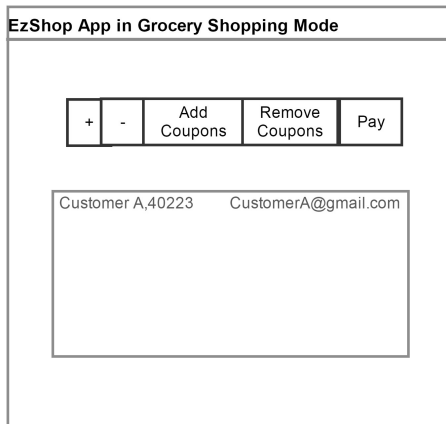 EzShop App in Grocery Shopping Mode
+ - Add Coupons Remove Coupons Pay
Customer A,40223 CustomerA@gmail.com